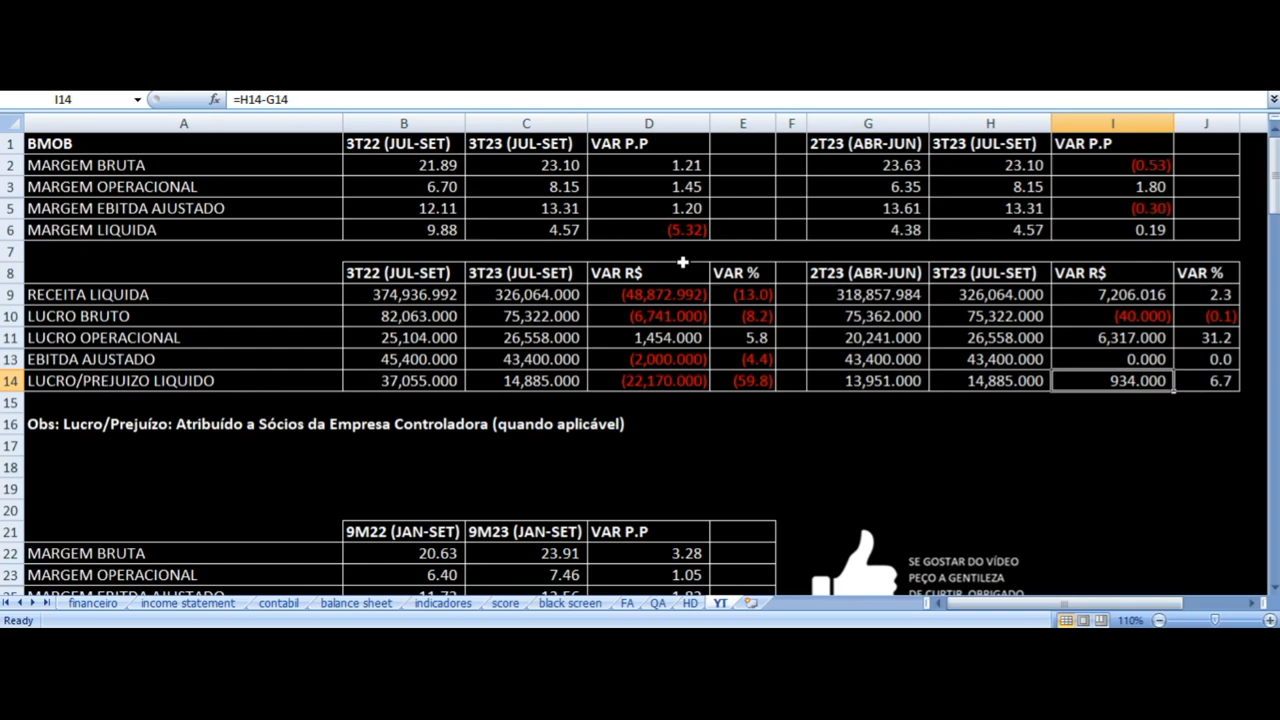 I14 fx =H14-G14
A B C D E F G H I J
1 BMOB 3T22 (JUL-SET) 3T23 (JUL-SET) VAR P.P 2T23 (ABR-JUN) 3T23 (JUL-SET) VAR P.P
2 MARGEM BRUTA 21.89 23.10 1.21 23.63 23.10 (0.53)
3 MARGEM OPERACIONAL 6.70 8.15 1.45 6.35 8.15 1.80
5 MARGEM EBITDA AJUSTADO 12.11 13.31 1.20 13.61 13.31 (0.30)
6 MARGEM LIQUIDA 9.88 4.57 (5.32) 4.38 4.57 0.19
7
8 3T22 (JUL-SET) 3T23 (JUL-SET) VAR R$ VAR % 2T23 (ABR-JUN) 3T23 (JUL-SET) VAR R$ VAR %
9 RECEITA LIQUIDA 374,936.992 326,064.000 (48,872.992) (13.0) 318,857.984 326,064.000 7,206.016 2.3
10 LUCRO BRUTO 82,063.000 75,322.000 (6,741.000) (8.2) 75,362.000 75,322.000 (40.000) (0.1)
11 LUCRO OPERACIONAL 25,104.000 26,558.000 1,454.000 5.8 20,241.000 26,558.000 6,317.000 31.2
13 EBITDA AJUSTADO 45,400.000 43,400.000 (2,000.000) (4.4) 43,400.000 43,400.000 0.000 0.0
14 LUCRO/PREJUIZO LIQUIDO 37,055.000 14,885.000 (22,170.000) (59.8) 13,951.000 14,885.000 934.000 6.7
15
16 Obs: Lucro/Prejuízo: Atribuído a Sócios da Empresa Controladora (quando aplicável)
17
18
19
20
21 9M22 (JAN-SET) 9M23 (JAN-SET) VAR P.P
22 MARGEM BRUTA 20.63 23.91 3.28
23 MARGEM OPERACIONAL 6.40 7.46 1.05
SE GOSTAR DO VÍDEO
PEÇO A GENTILEZA
DE CURTIR. OBRIGADO
financeiro income statement contabil balance sheet indicadores score black screen FA QA HD YT
Ready 110%